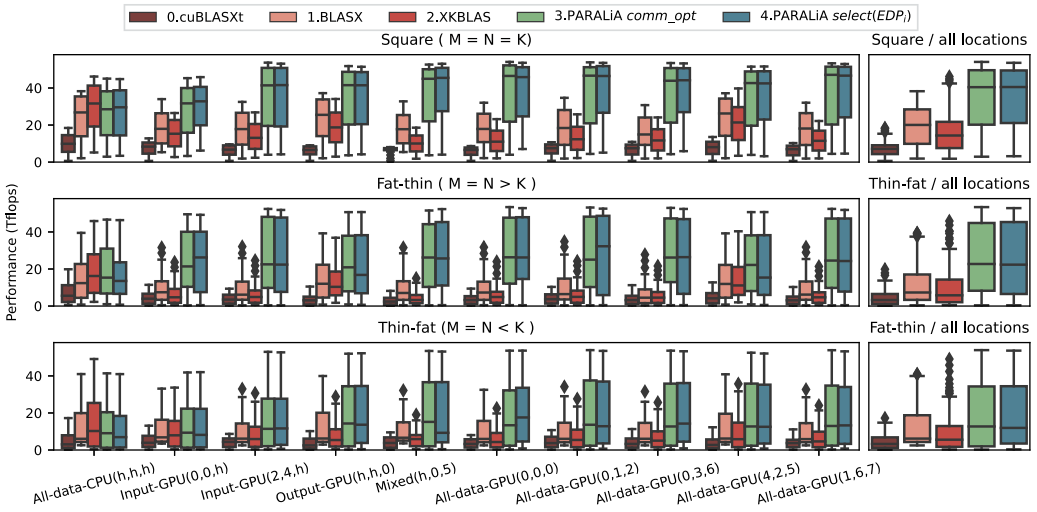 0.cuBLASXt 1.BLASX 2.XKBLAS 3.PARALiA comm_opt 4.PARALiA select(EDPi)
Square ( M = N = K) Square / all locations
40
20
0
Fat-thin ( M = N > K ) Thin-fat / all locations
40
20
0
Performance (Tflops)
Thin-fat (M = N < K ) Fat-thin / all locations
40
20
0
All-data-CPU(h,h,h) Input-GPU(0,0,h) Input-GPU(2,4,h) Output-GPU(h,h,0) Mixed(h,0,5) All-data-GPU(0,0,0) All-data-GPU(0,1,2) All-data-GPU(0,3,6) All-data-GPU(4,2,5) All-data-GPU(1,6,7)